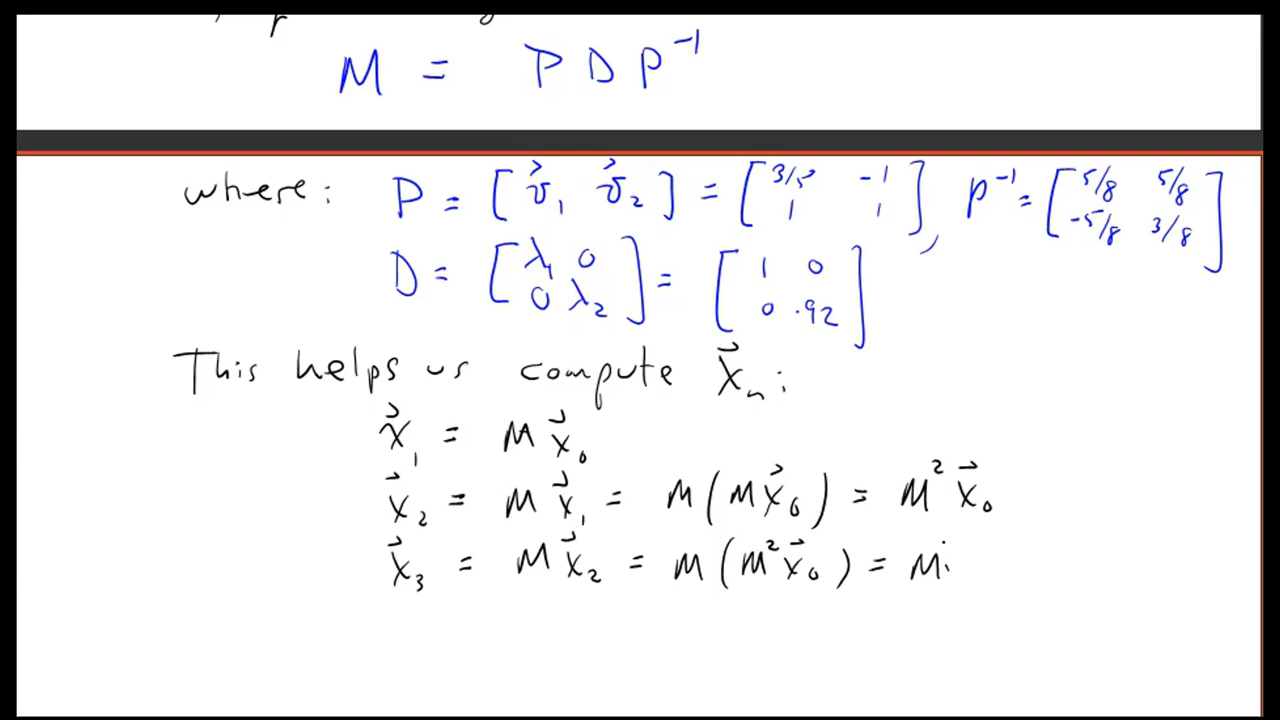 M = P D P⁻¹
where: P = [v⃗₁ v⃗₂] = [3/5 -1; 1 1], P⁻¹ = [5/8 5/8; -5/8 3/8]
D = [λ₁ 0; 0 λ₂] = [1 0; 0 .92]
This helps us compute x⃗ₙ:
x⃗₁ = M x⃗₀
x⃗₂ = M x⃗₁ = M(M x⃗₀) = M² x⃗₀
x⃗₃ = M x⃗₂ = M(M² x⃗₀) = M